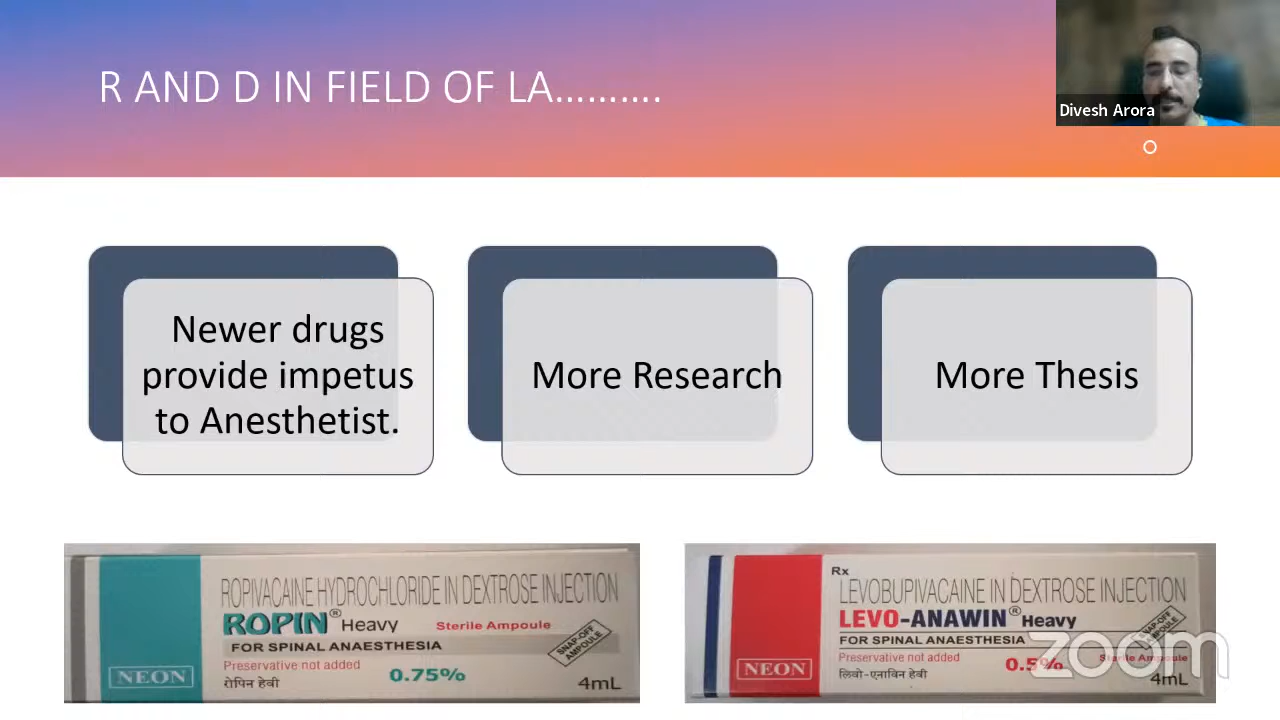 R AND D IN FIELD OF LA..........
Divesh Arora
Newer drugs
provide impetus
to Anesthetist.
More Research
More Thesis
ROPIVACAINE HYDROCHLORIDE IN DEXTROSE INJECTION
ROPIN® Heavy Sterile Ampoule
FOR SPINAL ANAESTHESIA
SNAP-OFF
AMPOULE
Preservative not added
0.75%
रोपिन हेवी
NEON
4mL
Rx
LEVOBUPIVACAINE IN DEXTROSE INJECTION
LEVO-ANAWIN® Heavy
FOR SPINAL ANAESTHESIA
SNAP-OFF
AMPOULE
Preservative not added
0.5% Sterile Ampoule
लिवो-एनाविन हेवी
NEON
4mL
zoom